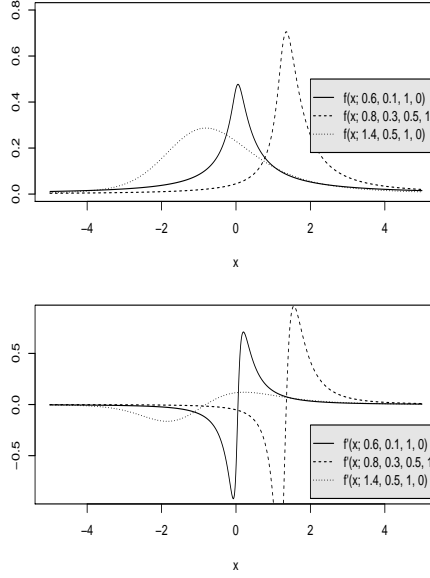 0.8
0.6
0.4
0.2
0.0
f(x; 0.6, 0.1, 1, 0)
f(x; 0.8, 0.3, 0.5, 1
f(x; 1.4, 0.5, 1, 0)
−4 −2 0 2 4
x
0.5
0.0
−0.5
f'(x; 0.6, 0.1, 1, 0)
f'(x; 0.8, 0.3, 0.5, 1
f'(x; 1.4, 0.5, 1, 0)
−4 −2 0 2 4
x